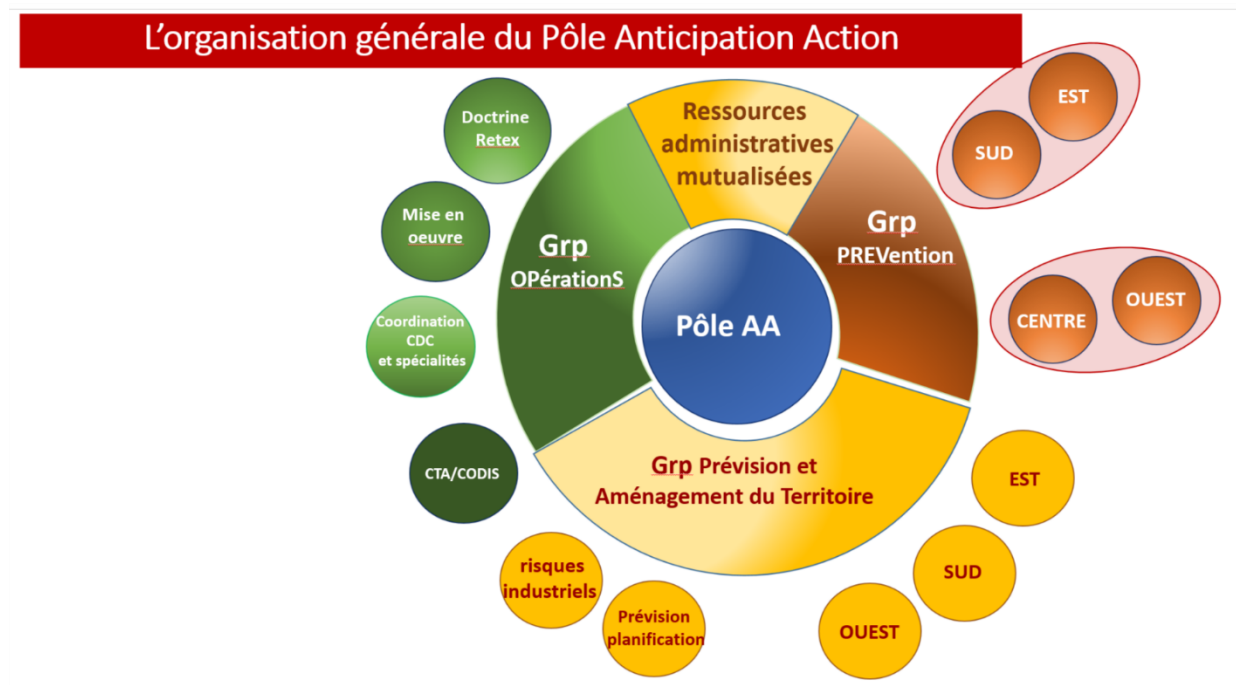 L'organisation générale du Pôle Anticipation Action
Doctrine
Retex
Mise en
oeuvre
Coordination
CDC
et spécialités
CTA/CODIS
Grp
OPérationS
Ressources
administratives
mutualisées
Grp
PREVention
Pôle AA
Grp Prévision et
Aménagement du Territoire
EST
SUD
OUEST
CENTRE
risques
industriels
Prévision
planification
EST
SUD
OUEST